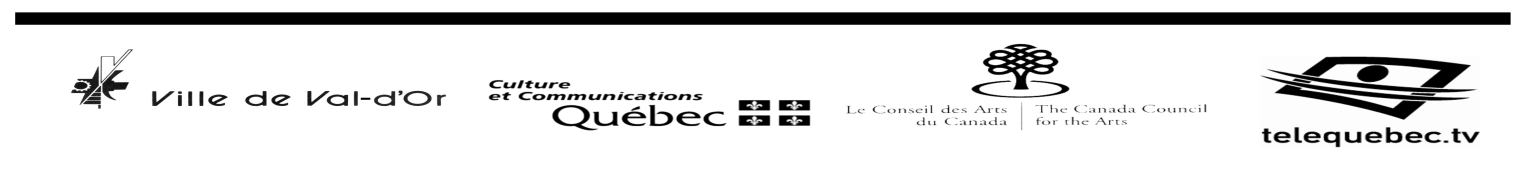 Ville de Val-d'Or
Culture
et Communications
Québec
Le Conseil des Arts
du Canada
The Canada Council
for the Arts
telequebec.tv